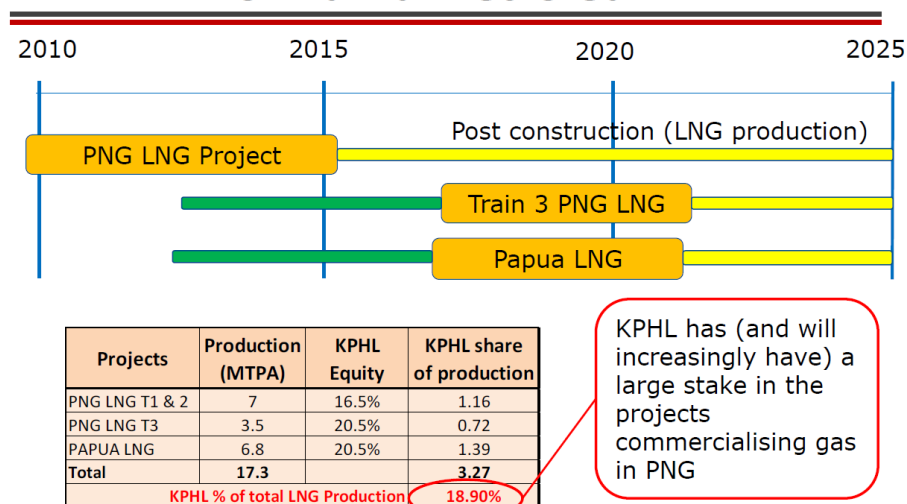 2010 2015 2020 2025
Post construction (LNG production)
PNG LNG Project
Train 3 PNG LNG
Papua LNG
Projects Production (MTPA) KPHL Equity KPHL share of production
PNG LNG T1 & 2 7 16.5% 1.16
PNG LNG T3 3.5 20.5% 0.72
PAPUA LNG 6.8 20.5% 1.39
Total 17.3 3.27
KPHL % of total LNG Production 18.90%
KPHL has (and will
increasingly have) a
large stake in the
projects
commercialising gas
in PNG